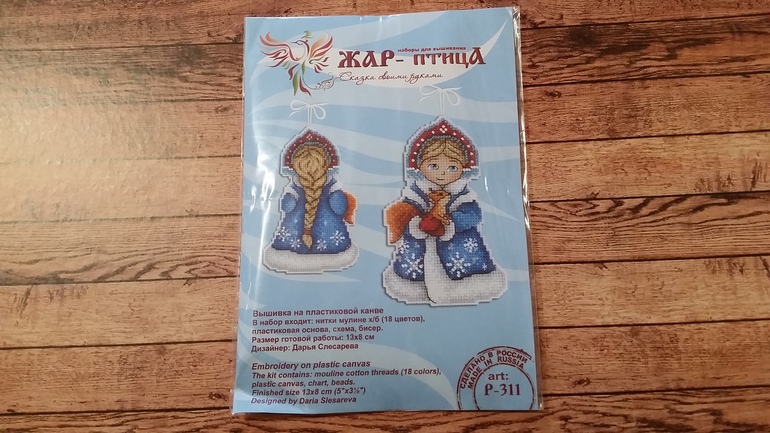 наборы для вышивания
ЖАР-ПТИЦА
Сказка своими руками
Вышивка на пластиковой канве
В набор входит: нитки мулине х/б (18 цветов),
пластиковая основа, схема, бисер.
Размер готовой работы: 13х8 см
Дизайнер: Дарья Слесарева
Embroidery on plastic canvas
The kit contains: mouline cotton threads (18 colors),
plastic canvas, chart, beads.
Finished size 13x8 cm (5"x3⅛")
Designed by Daria Slesareva
СДЕЛАНО В РОССИИ
MADE IN RUSSIA
art:
Р-311